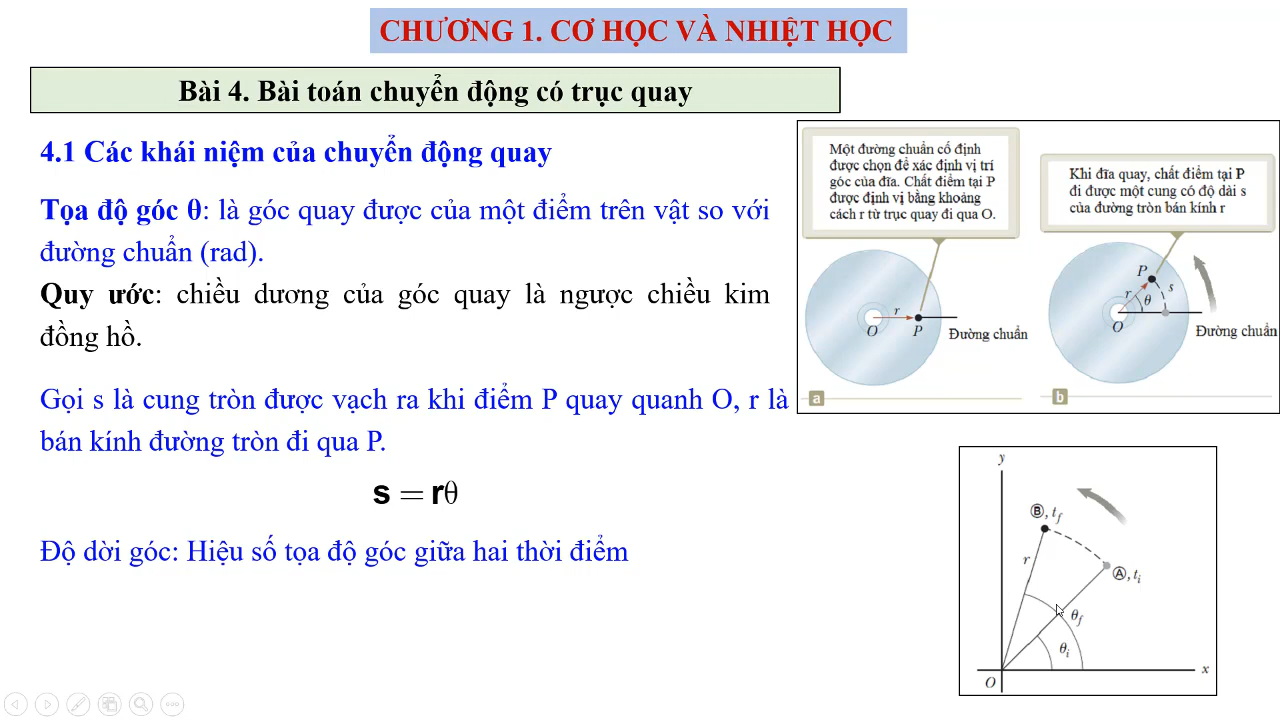 CHƯƠNG 1. CƠ HỌC VÀ NHIỆT HỌC
Bài 4. Bài toán chuyển động có trục quay
4.1 Các khái niệm của chuyển động quay
Tọa độ góc θ: là góc quay được của một điểm trên vật so với
đường chuẩn (rad).
Quy ước: chiều dương của góc quay là ngược chiều kim
đồng hồ.
Gọi s là cung tròn được vạch ra khi điểm P quay quanh O, r là
bán kính đường tròn đi qua P.
s = rθ
Độ dời góc: Hiệu số tọa độ góc giữa hai thời điểm
Một đường chuẩn cố định
được chọn để xác định vị trí
góc của đĩa. Chất điểm tại P
được định vị bằng khoảng
cách r từ trục quay đi qua O.
r
O
P
Đường chuẩn
a
Khi đĩa quay, chất điểm tại P
đi được một cung có độ dài s
của đường tròn bán kính r
P
r
θ
s
O
Đường chuẩn
b
y
Ⓑ, t_f
r
Ⓐ, t_i
θ_f
θ_i
O
x